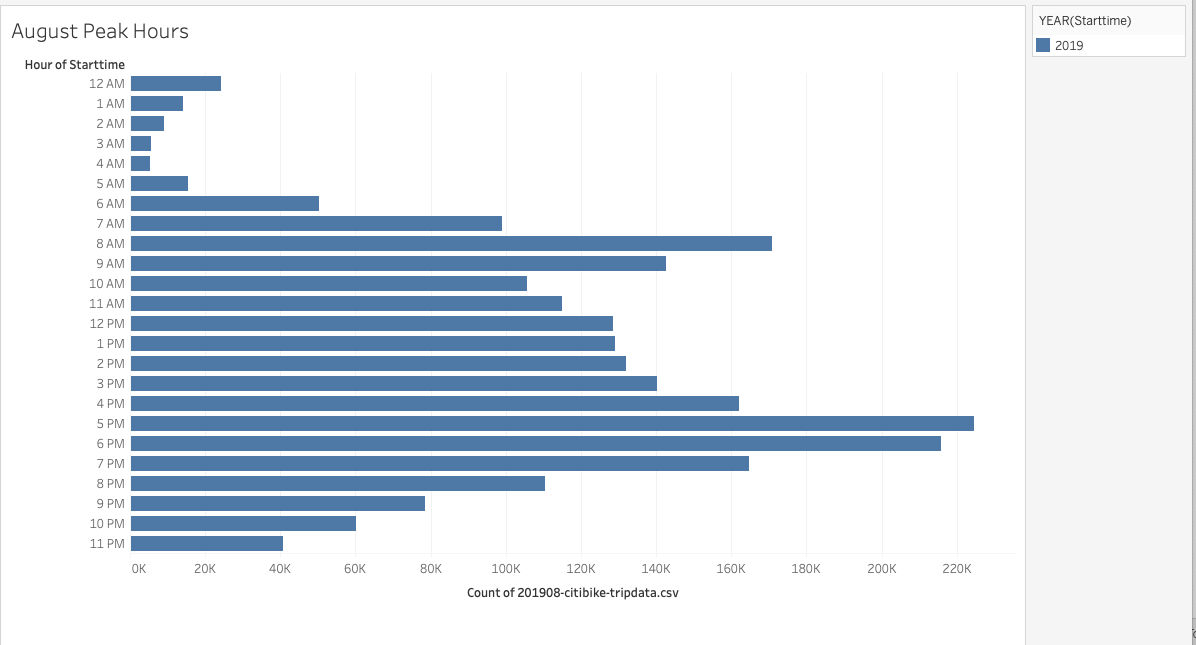 August Peak Hours
YEAR(Starttime)
2019
Hour of Starttime
12 AM
1 AM
2 AM
3 AM
4 AM
5 AM
6 AM
7 AM
8 AM
9 AM
10 AM
11 AM
12 PM
1 PM
2 PM
3 PM
4 PM
5 PM
6 PM
7 PM
8 PM
9 PM
10 PM
11 PM
0K 20K 40K 60K 80K 100K 120K 140K 160K 180K 200K 220K
Count of 201908-citibike-tripdata.csv